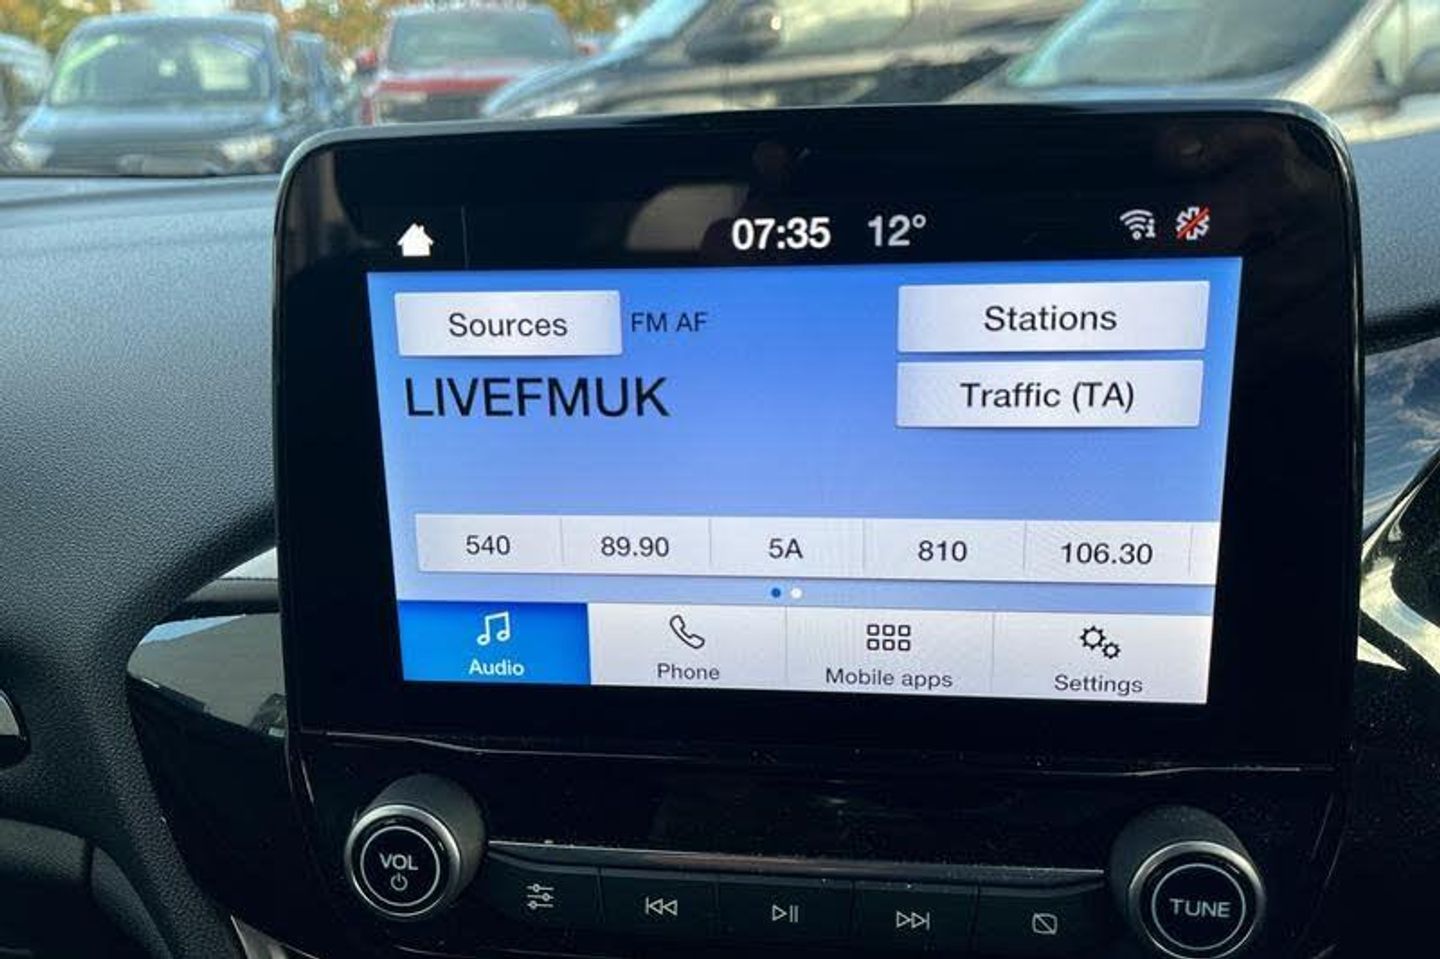 07:35 12°
Sources FM AF Stations
LIVEFMUK Traffic (TA)
540 89.90 5A 810 106.30
Audio Phone Mobile apps Settings
VOL TUNE